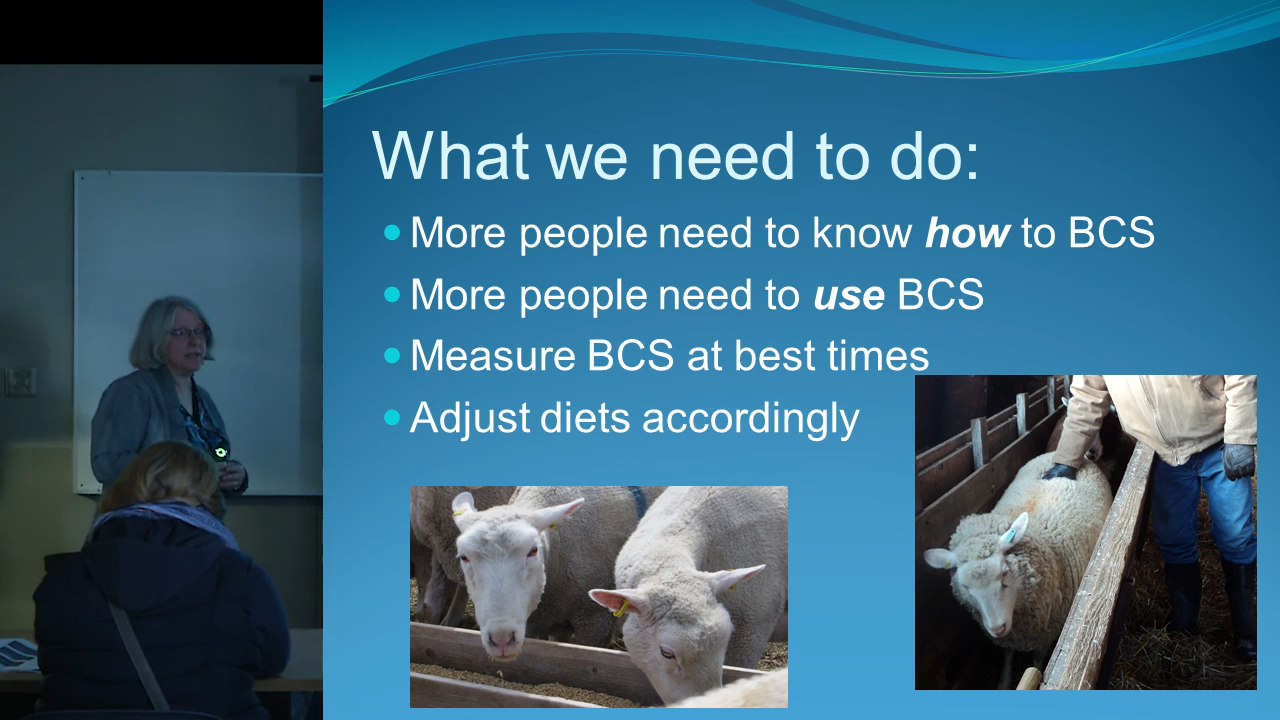 What we need to do:
More people need to know how to BCS
More people need to use BCS
Measure BCS at best times
Adjust diets accordingly